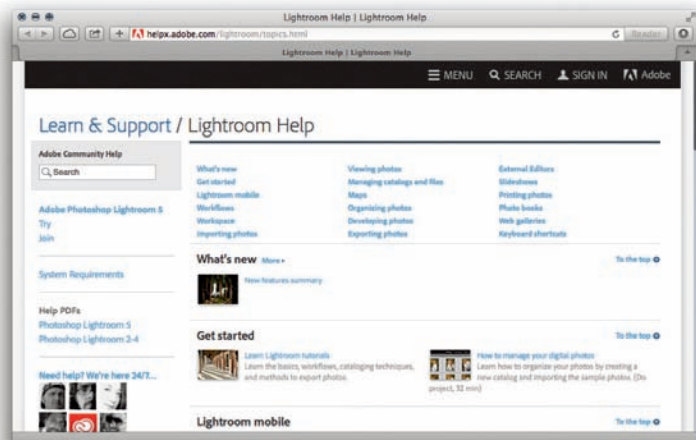 Lightroom Help | Lightroom Help
helpx.adobe.com/lightroom/topics.html
Reader
Lightroom Help | Lightroom Help
MENU SEARCH SIGN IN Adobe
Learn & Support / Lightroom Help
Adobe Community Help
Search
Adobe Photoshop Lightroom 5
Try
Join
System Requirements
Help PDFs
Photoshop Lightroom 5
Photoshop Lightroom 3-4
Need help? We're here 24/7...
What's new
Get started
Lightroom mobile
Workflows
Workspace
Importing photos
Viewing photos
Managing catalogs and files
Maps
Organizing photos
Developing photos
Exporting photos
External Editors
Slideshows
Printing photos
Photo books
Web galleries
Keyboard shortcuts
What's new More
To the top
Lr
New features summary
Get started
To the top
Learn Lightroom tutorials
Learn the basics, workflows, cataloging techniques,
and methods to export photos.
How to manage your digital photos
Learn how to organize your photos by creating a
new catalog and importing the sample photos. (Do
project, 32 min)
Lightroom mobile
To the top